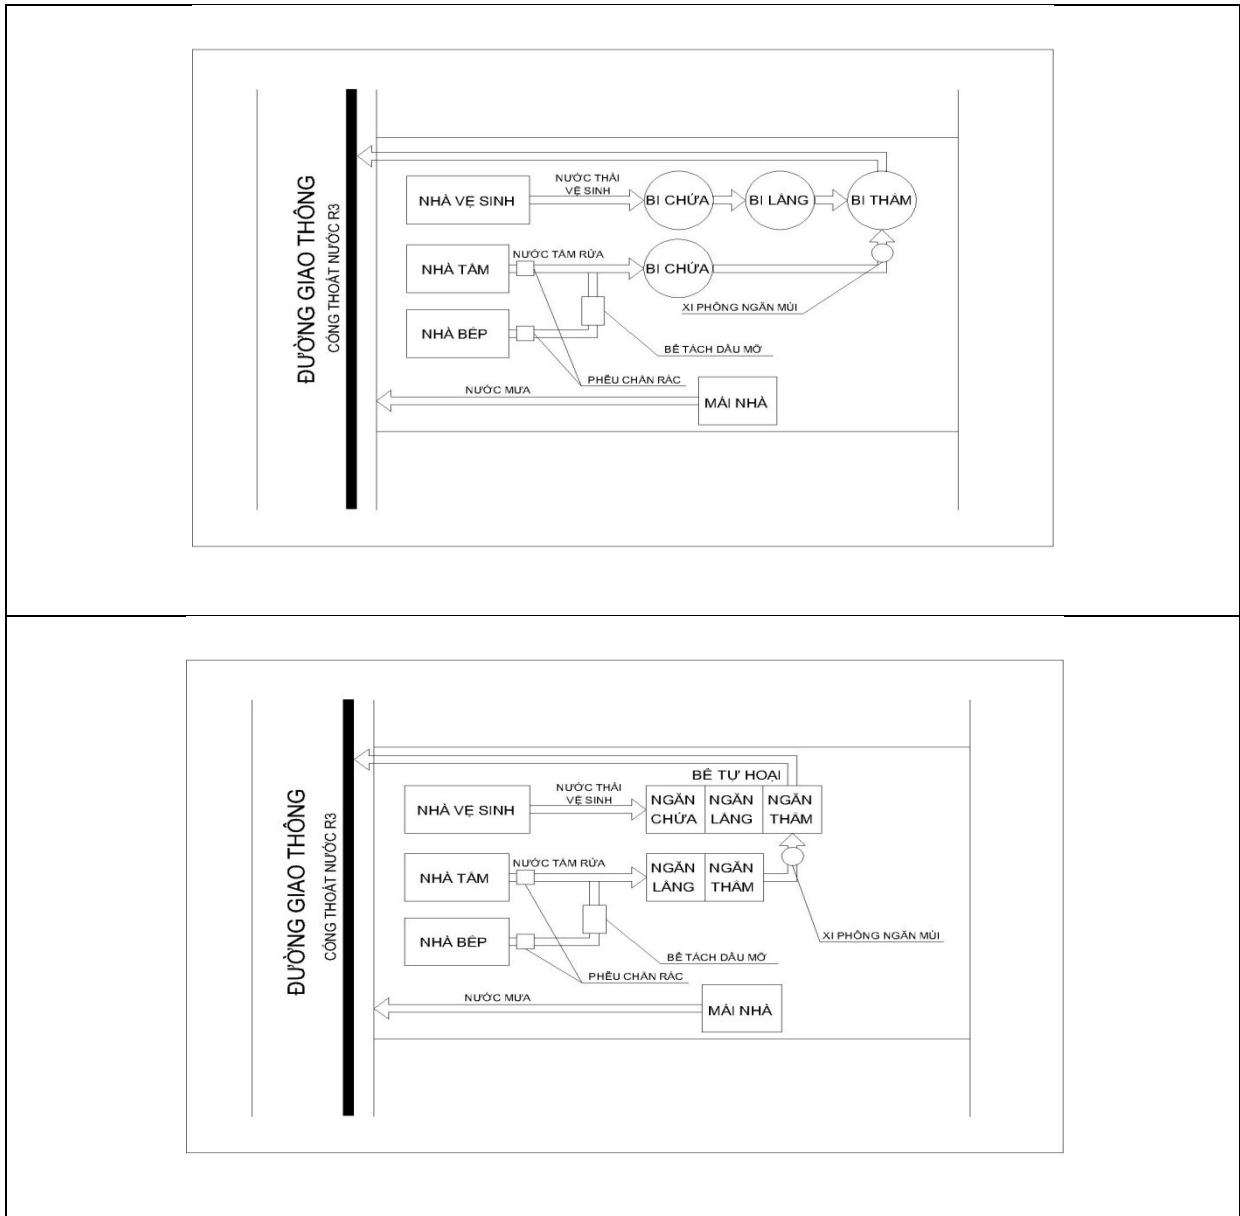 ĐƯỜNG GIAO THÔNG
CỐNG THOÁT NƯỚC R3
NƯỚC THẢI
VỆ SINH
NHÀ VỆ SINH
BI CHỨA
BI LẮNG
BI THẤM
NƯỚC TẮM RỬA
NHÀ TẮM
BI CHỨA
XI PHÔNG NGĂN MÙI
NHÀ BẾP
BỂ TÁCH DẦU MỠ
PHỄU CHẮN RÁC
NƯỚC MƯA
MÁI NHÀ
ĐƯỜNG GIAO THÔNG
CỐNG THOÁT NƯỚC R3
BỂ TỰ HOẠI
NƯỚC THẢI
VỆ SINH
NHÀ VỆ SINH
NGĂN CHỨA
NGĂN LẮNG
NGĂN THẤM
NƯỚC TẮM RỬA
NHÀ TẮM
NGĂN LẮNG
NGĂN THẤM
XI PHÔNG NGĂN MÙI
NHÀ BẾP
BỂ TÁCH DẦU MỠ
PHỄU CHẮN RÁC
NƯỚC MƯA
MÁI NHÀ